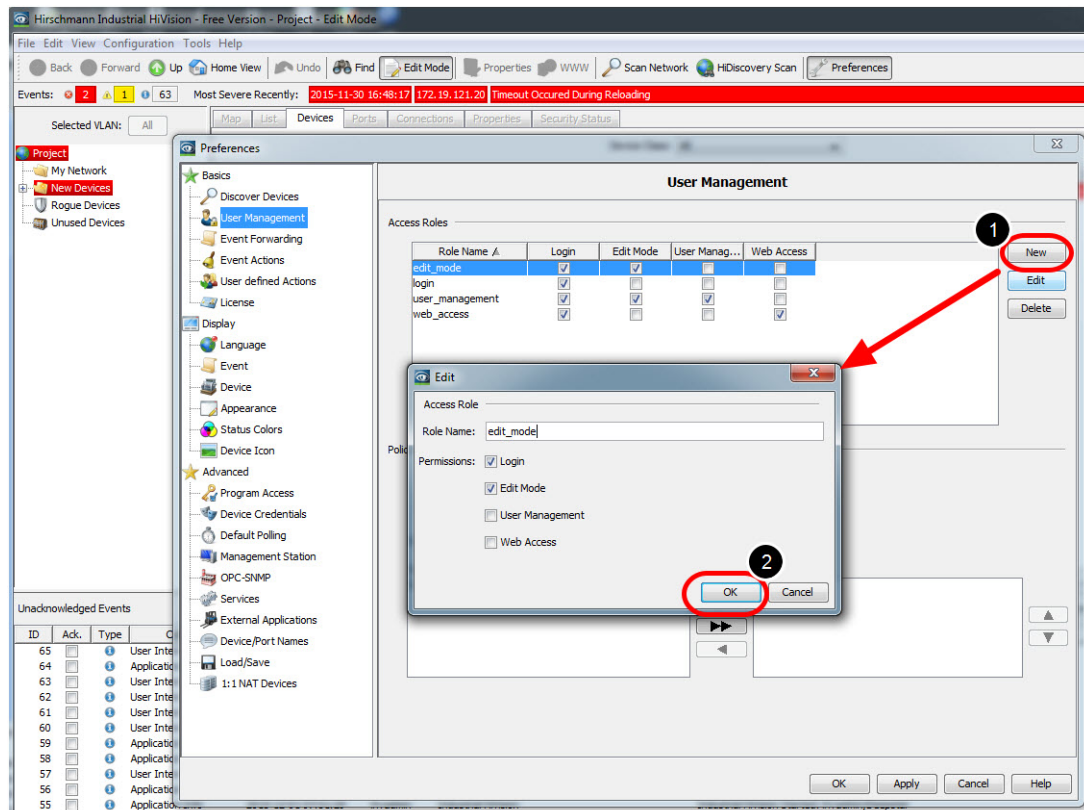 Hirschmann Industrial HiVision - Free Version - Project - Edit Mode
File Edit View Configuration Tools Help
Back Forward Up Home View Undo Find Edit Mode Properties WWW Scan Network HiDiscovery Scan Preferences
Events: 2 1 63 Most Severe Recently: 2015-11-30 16:48:17 172.19.121.20 Timeout Occured During Reloading
Selected VLAN: All
Map List Devices Ports Connections Properties Security Status
Project
My Network
New Devices
Rogue Devices
Unused Devices
Preferences
Basics
Discover Devices
User Management
Event Forwarding
Event Actions
User defined Actions
License
Display
Language
Event
Device
Appearance
Status Colors
Device Icon
Advanced
Program Access
Device Credentials
Default Polling
Management Station
OPC-SNMP
Services
External Applications
Device/Port Names
Load/Save
1:1 NAT Devices
User Management
Access Roles
1
Role Name Login Edit Mode User Manag... Web Access
edit_mode
login
user_management
web_access
New
Edit
Delete
Edit
Access Role
Role Name: edit_mode
Permissions: Login
Edit Mode
User Management
Web Access
2
OK Cancel
Polic
Unacknowledged Events
ID Ack. Type C
65 User Inte
64 Applicatio
63 User Inte
62 User Inte
61 User Inte
60 User Inte
59 Applicatio
58 Applicatio
57 User Inte
56 Applicatio
55 Applicatio
OK Apply Cancel Help